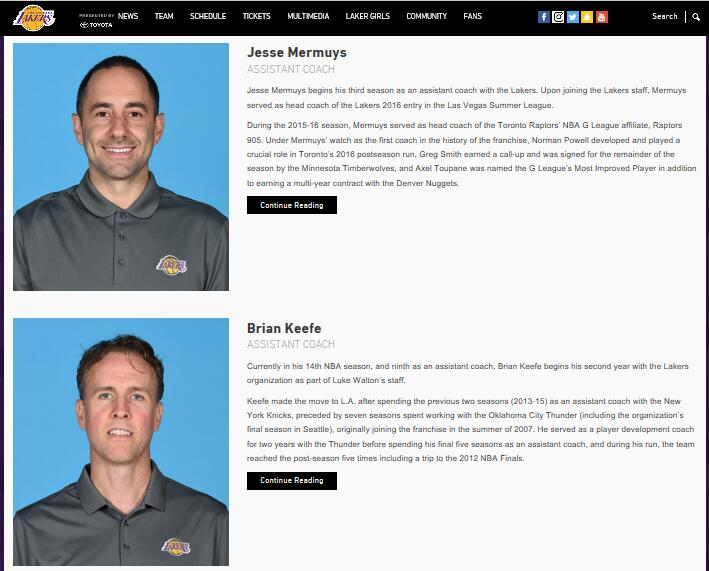 LAKERS
PRESENTED BY
TOYOTA
NEWS TEAM SCHEDULE TICKETS MULTIMEDIA LAKER GIRLS COMMUNITY FANS
Search
Jesse Mermuys
ASSISTANT COACH
Jesse Mermuys begins his third season as an assistant coach with the Lakers. Upon joining the Lakers staff, Mermuys
served as head coach of the Lakers 2016 entry in the Las Vegas Summer League.
During the 2015-16 season, Mermuys served as head coach of the Toronto Raptors' NBA G League affiliate, Raptors
905. Under Mermuys' watch as the first coach in the history of the franchise, Norman Powell developed and played a
crucial role in Toronto's 2016 postseason run, Greg Smith earned a call-up and was signed for the remainder of the
season by the Minnesota Timberwolves, and Axel Toupane was named the G League's Most Improved Player in addition
to earning a multi-year contract with the Denver Nuggets.
Continue Reading
LAKERS
Brian Keefe
ASSISTANT COACH
Currently in his 14th NBA season, and ninth as an assistant coach, Brian Keefe begins his second year with the Lakers
organization as part of Luke Walton's staff.
Keefe made the move to L.A. after spending the previous two seasons (2013-15) as an assistant coach with the New
York Knicks, preceded by seven seasons spent working with the Oklahoma City Thunder (including the organization's
final season in Seattle), originally joining the franchise in the summer of 2007. He served as a player development coach
for two years with the Thunder before spending his final five seasons as an assistant coach, and during his run, the team
reached the post-season five times including a trip to the 2012 NBA Finals.
Continue Reading
LAKERS